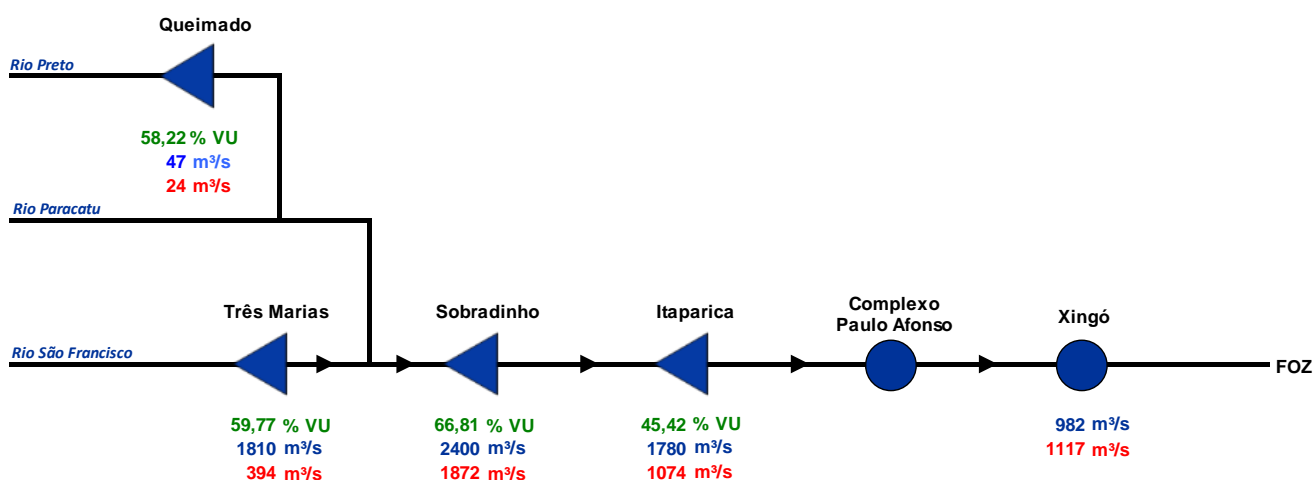 Queimado
Rio Preto
58,22 % VU
47 m³/s
24 m³/s
Rio Paracatu
Três Marias
Sobradinho
Itaparica
Complexo
Paulo Afonso
Xingó
Rio São Francisco
FOZ
59,77 % VU
1810 m³/s
394 m³/s
66,81 % VU
2400 m³/s
1872 m³/s
45,42 % VU
1780 m³/s
1074 m³/s
982 m³/s
1117 m³/s